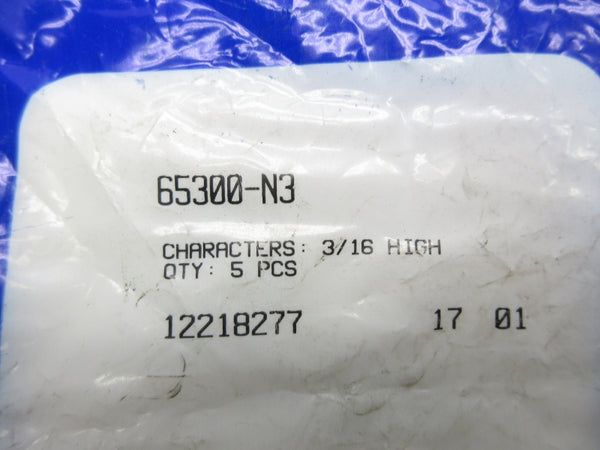 65300-N3
CHARACTERS: 3/16 HIGH
QTY: 5 PCS
12218277 17 01